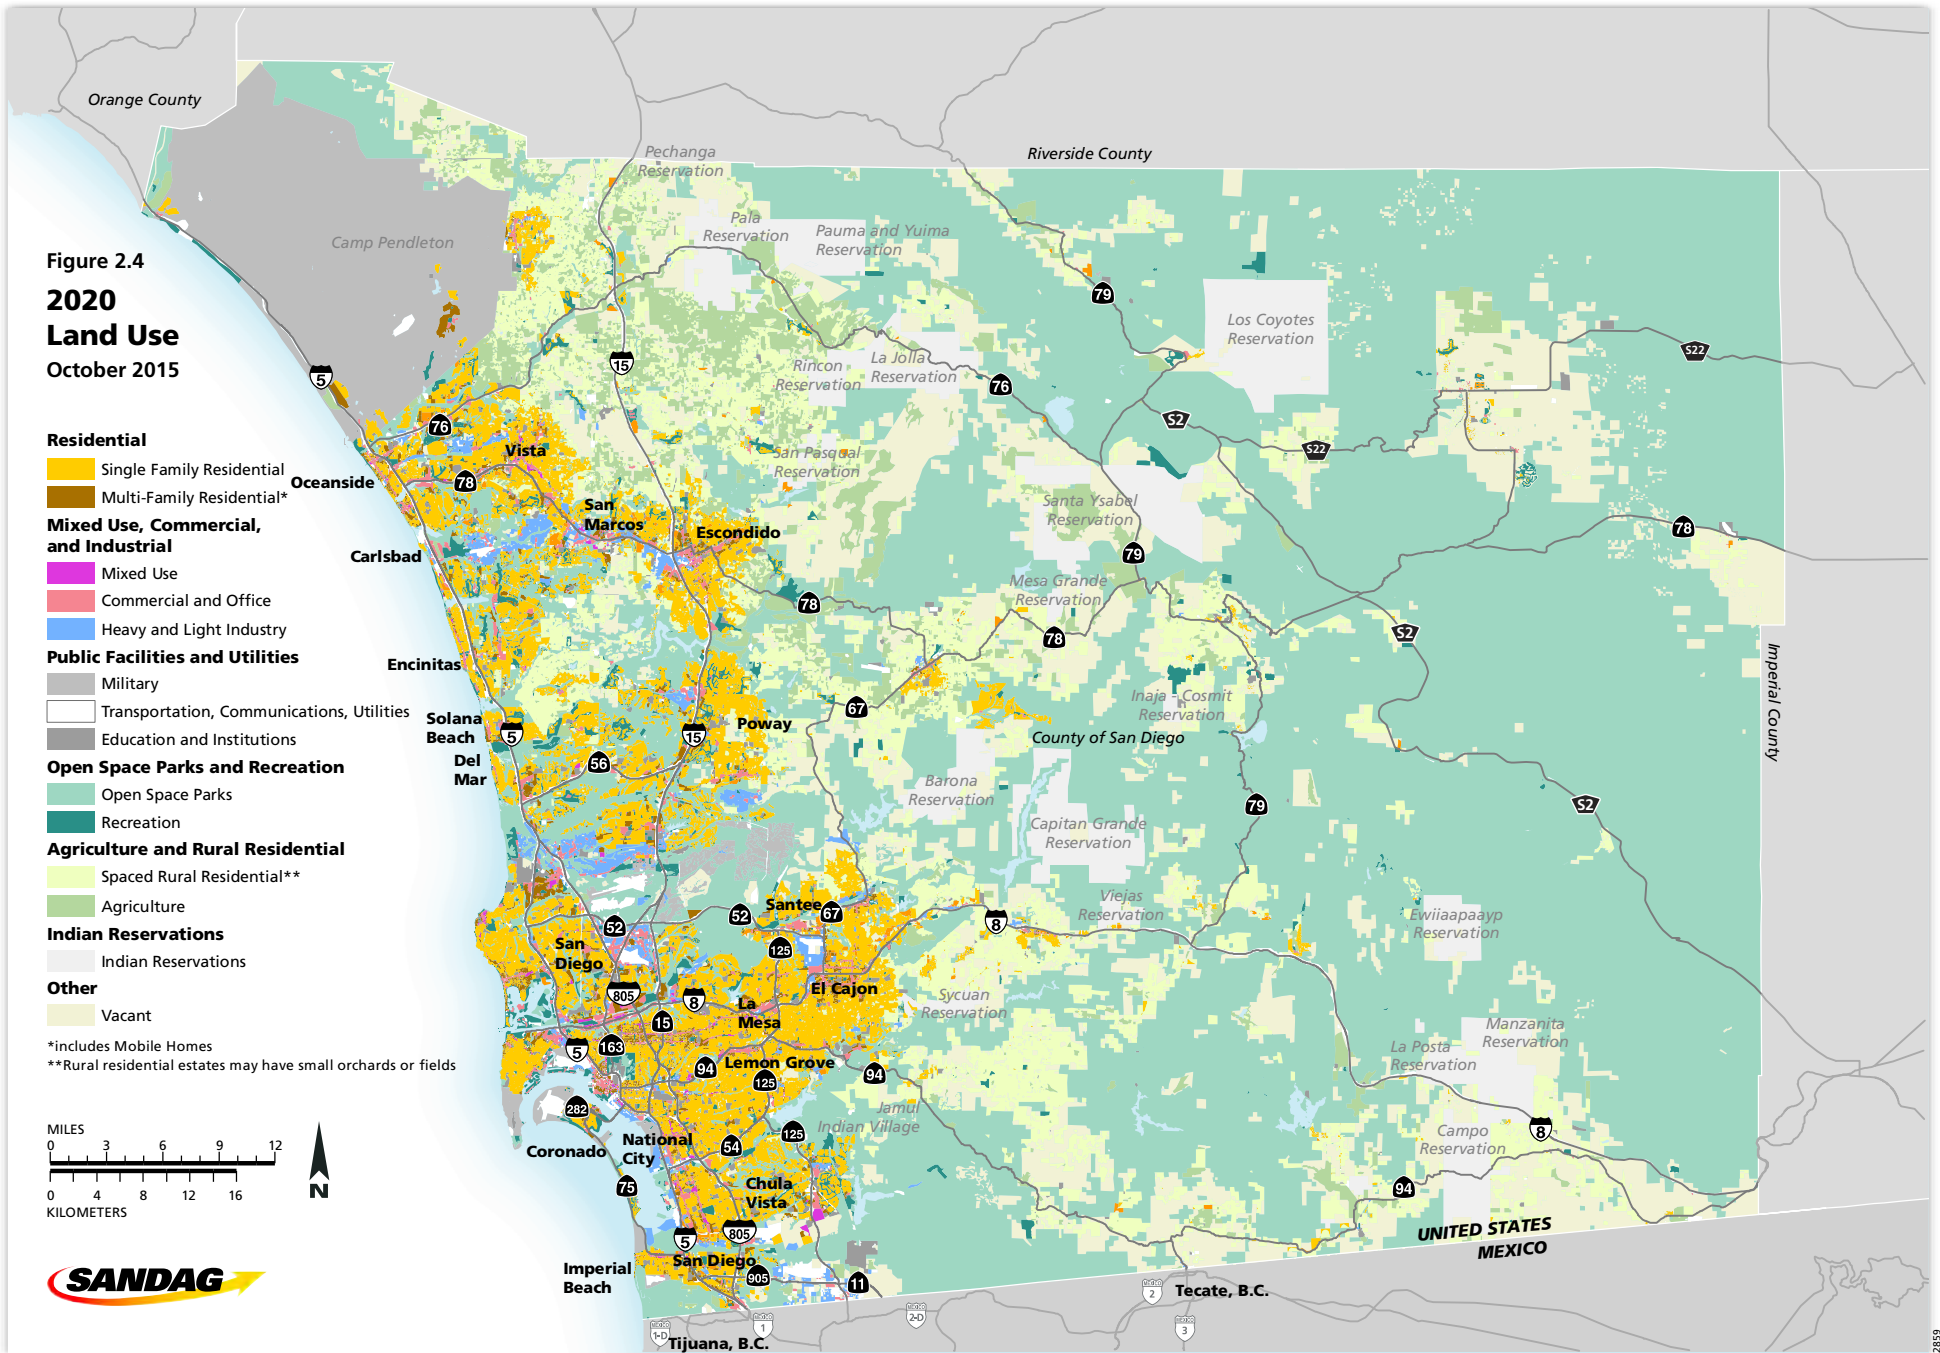 Figure 2.4
2020
Land Use
October 2015
Residential
Single Family Residential
Multi-Family Residential*
Mixed Use, Commercial,
and Industrial
Mixed Use
Commercial and Office
Heavy and Light Industry
Public Facilities and Utilities
Military
Transportation, Communications, Utilities
Education and Institutions
Open Space Parks and Recreation
Open Space Parks
Recreation
Agriculture and Rural Residential
Spaced Rural Residential**
Agriculture
Indian Reservations
Indian Reservations
Other
Vacant
*includes Mobile Homes
**Rural residential estates may have small orchards or fields
MILES
0 3 6 9 12
0 4 8 12 16
KILOMETERS
N
SANDAG
Orange County
Riverside County
Imperial County
County of San Diego
Camp Pendleton
Pechanga
Reservation
Pala
Reservation
Pauma and Yuima
Reservation
Los Coyotes
Reservation
Rincon
Reservation
La Jolla
Reservation
San Pasqual
Reservation
Santa Ysabel
Reservation
Mesa Grande
Reservation
Inaja - Cosmit
Reservation
Barona
Reservation
Capitan Grande
Reservation
Viejas
Reservation
Ewiiaapaayp
Reservation
Sycuan
Reservation
Manzanita
Reservation
La Posta
Reservation
Campo
Reservation
Jamul
Indian Village
Oceanside
Vista
San
Marcos
Escondido
Carlsbad
Encinitas
Solana
Beach
Del
Mar
Poway
Santee
San
Diego
El Cajon
La
Mesa
Lemon Grove
Coronado
National
City
Chula
Vista
Imperial
Beach
San Diego
UNITED STATES
MEXICO
Tecate, B.C.
Tijuana, B.C.
5
76
78
15
79
76
S2
S22
S22
78
79
78
78
S2
67
5
15
56
79
S2
52
52
67
125
8
805
8
15
163
5
94
125
94
282
125
54
75
8
94
5
805
905
11
MEXICO
1-D
MEXICO
1
MEXICO
2-D
MEXICO
2
MEXICO
3
2859